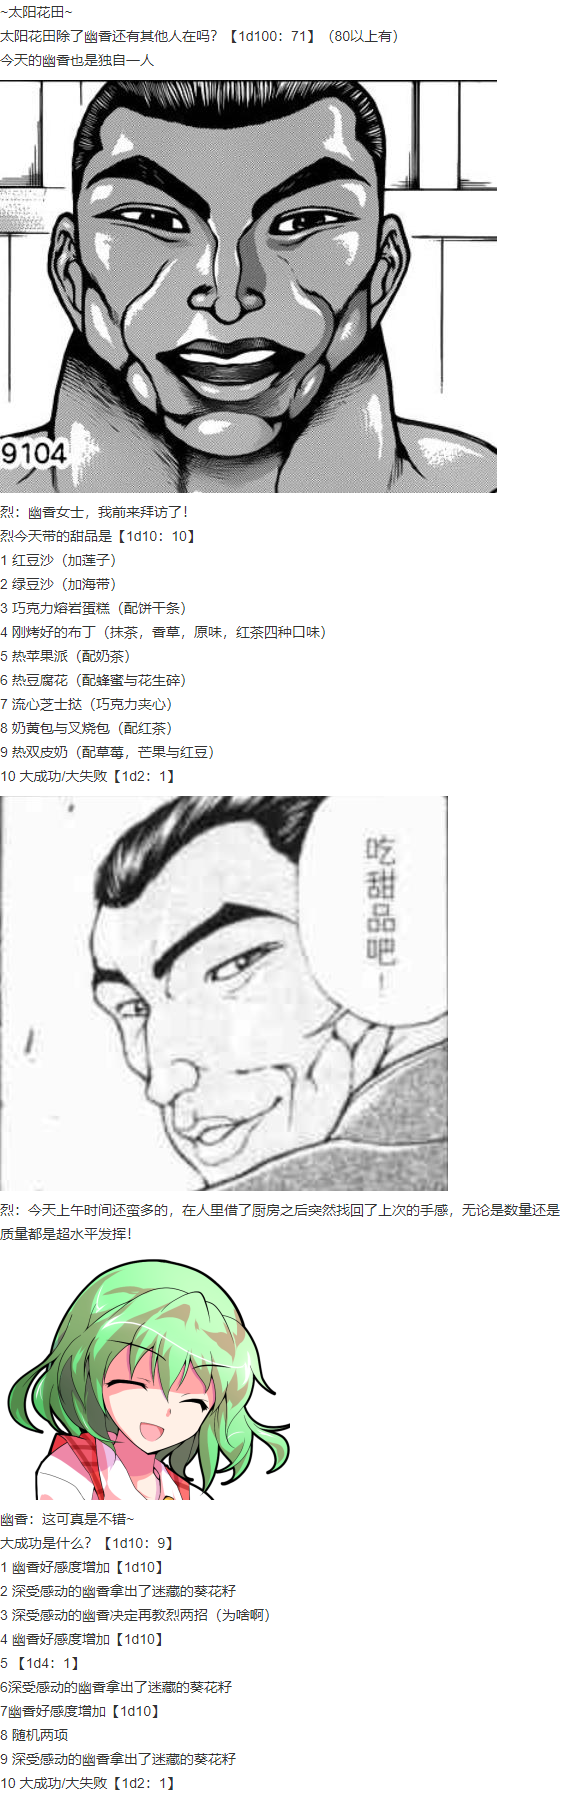 ~太阳花田~
太阳花田除了幽香还有其他人在吗？【1d100：71】（80以上有）
今天的幽香也是独自一人
9104
烈：幽香女士，我前来拜访了！
烈今天带的甜品是【1d10：10】
1 红豆沙（加莲子）
2 绿豆沙（加海带）
3 巧克力熔岩蛋糕（配饼干条）
4 刚烤好的布丁（抹茶，香草，原味，红茶四种口味）
5 热苹果派（配奶茶）
6 热豆腐花（配蜂蜜与花生碎）
7 流心芝士挞（巧克力夹心）
8 奶黄包与叉烧包（配红茶）
9 热双皮奶（配草莓，芒果与红豆）
10 大成功/大失败【1d2：1】
吃甜品吧！
烈：今天上午时间还蛮多的，在人里借了厨房之后突然找回了上次的手感，无论是数量还是
质量都是超水平发挥！
幽香：这可真是不错~
大成功是什么？【1d10：9】
1 幽香好感度增加【1d10】
2 深受感动的幽香拿出了迷藏的葵花籽
3 深受感动的幽香决定再教烈两招（为啥啊）
4 幽香好感度增加【1d10】
5 【1d4：1】
6深受感动的幽香拿出了迷藏的葵花籽
7幽香好感度增加【1d10】
8 随机两项
9 深受感动的幽香拿出了迷藏的葵花籽
10 大成功/大失败【1d2：1】